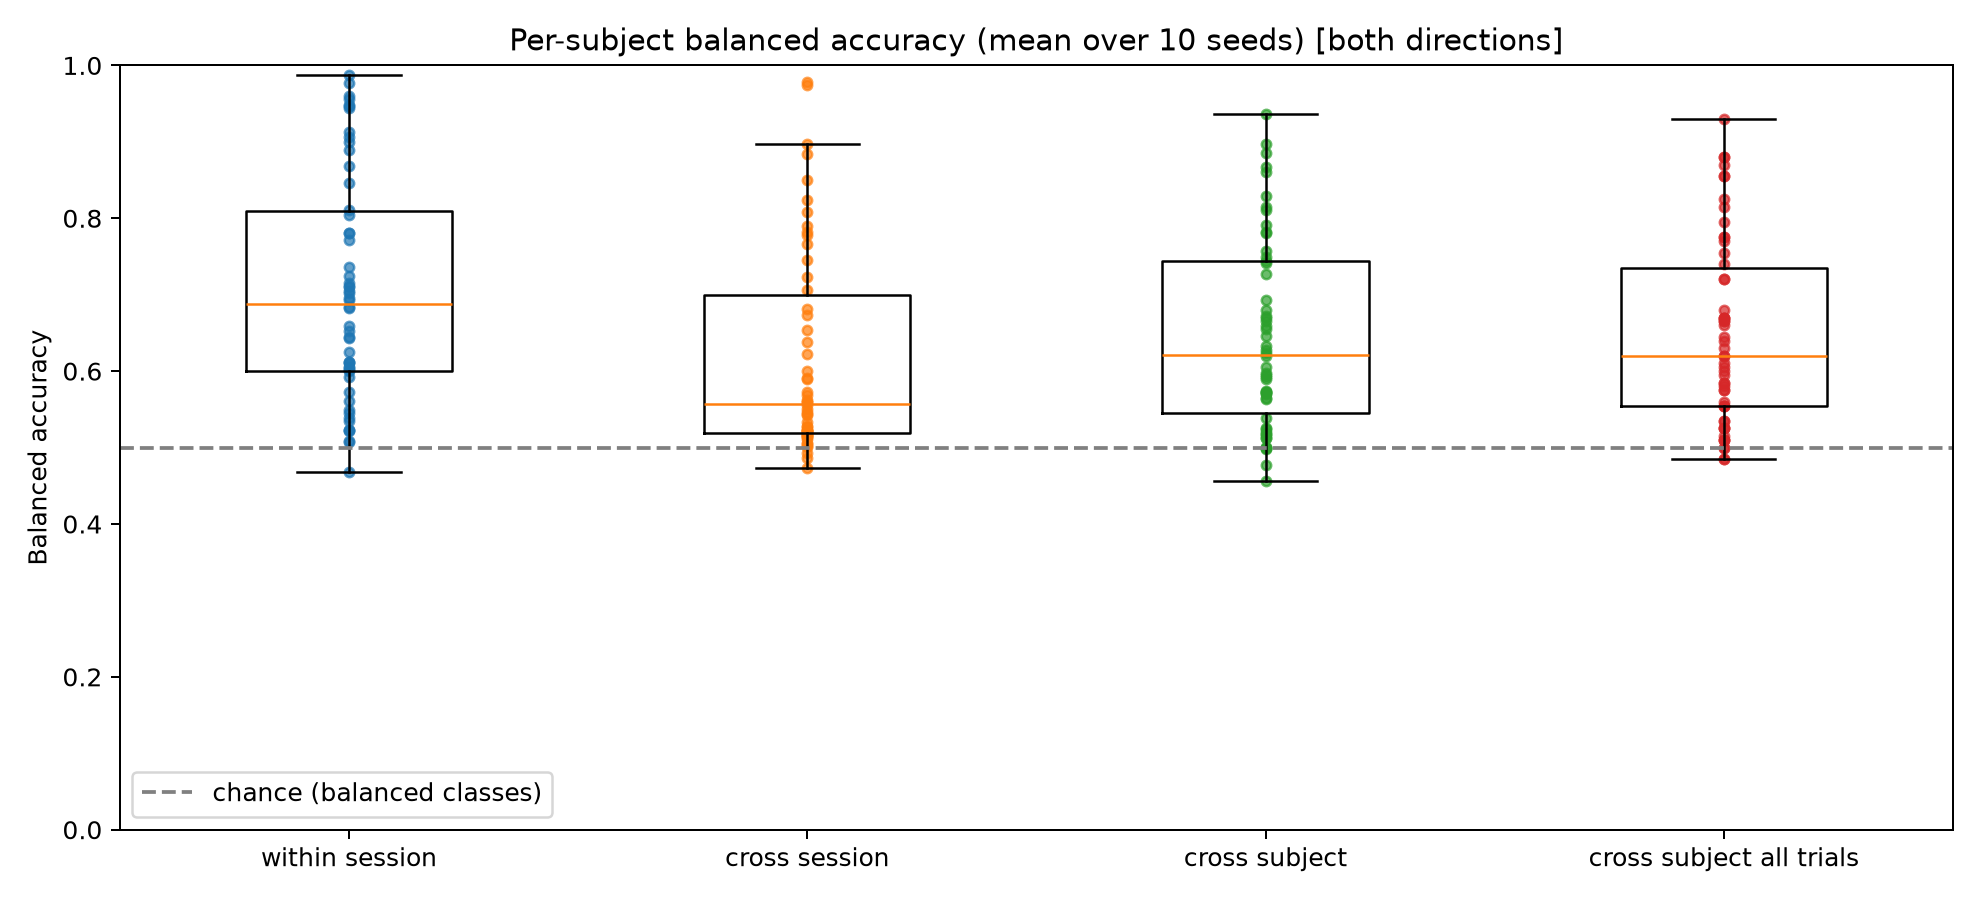 Per-subject balanced accuracy (mean over 10 seeds) [both directions]
Balanced accuracy
1.0
0.8
0.6
0.4
0.2
0.0
chance (balanced classes)
within session
cross session
cross subject
cross subject all trials